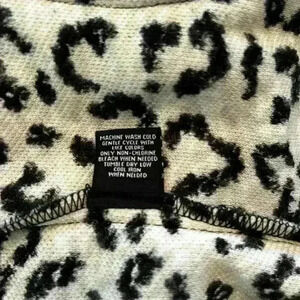 MACHINE WASH COLD
GENTLE CYCLE WITH
LIKE COLORS
ONLY NON-CHLORINE
BLEACH WHEN NEEDED
TUMBLE DRY LOW
COOL IRON
WHEN NEEDED